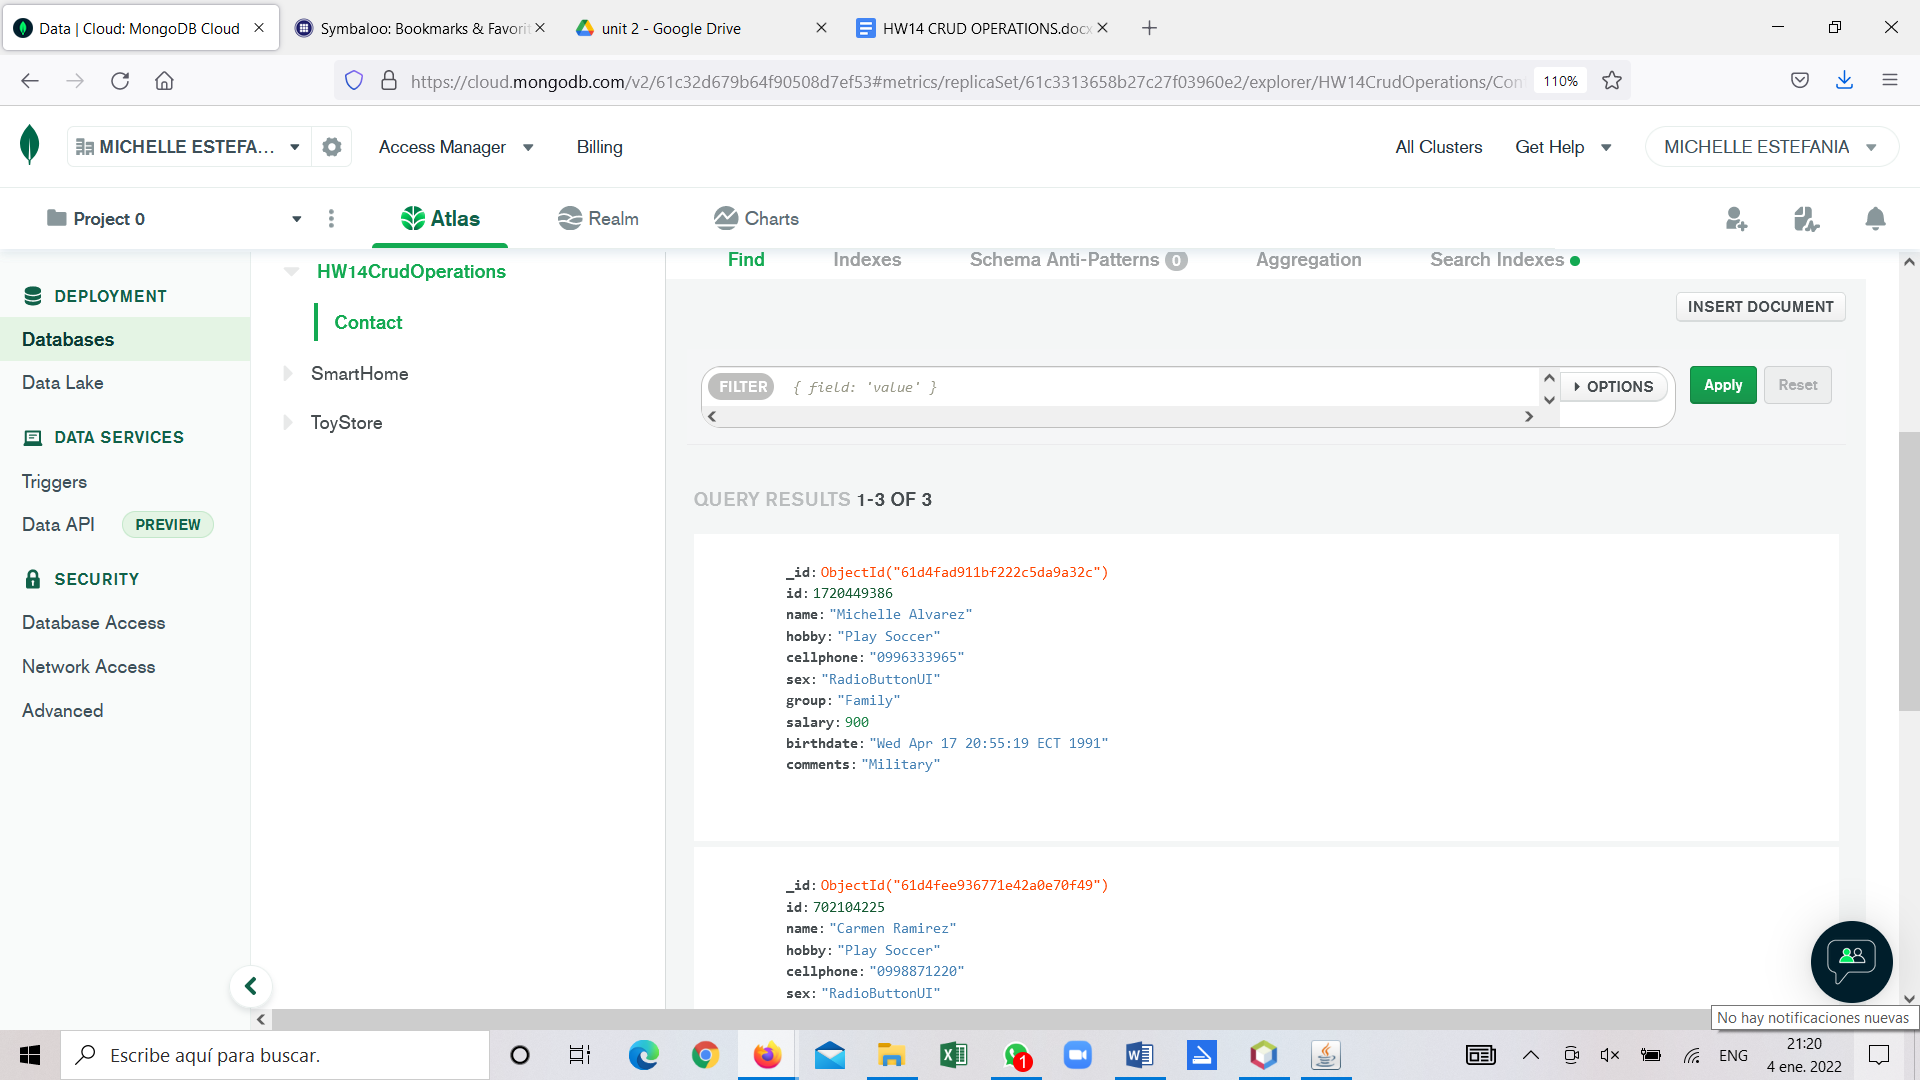 Data | Cloud: MongoDB Cloud
Symbaloo: Bookmarks & Favorit
unit 2 - Google Drive
HW14 CRUD OPERATIONS.docx
https://cloud.mongodb.com/v2/61c32d679b64f90508d7ef53#metrics/replicaSet/61c3313658b27c27f03960e2/explorer/HW14CrudOperations/Con
110%
MICHELLE ESTEFA...
Access Manager
Billing
All Clusters
Get Help
MICHELLE ESTEFANIA
Project 0
Atlas
Realm
Charts
DEPLOYMENT
Databases
Data Lake
DATA SERVICES
Triggers
Data API PREVIEW
SECURITY
Database Access
Network Access
Advanced
HW14CrudOperations
Contact
SmartHome
ToyStore
Find
Indexes
Schema Anti-Patterns 0
Aggregation
Search Indexes
INSERT DOCUMENT
FILTER { field: 'value' }
OPTIONS
Apply
Reset
QUERY RESULTS 1-3 OF 3
_id: ObjectId("61d4fad911bf222c5da9a32c")
id: 1720449386
name: "Michelle Alvarez"
hobby: "Play Soccer"
cellphone: "0996333965"
sex: "RadioButtonUI"
group: "Family"
salary: 900
birthdate: "Wed Apr 17 20:55:19 ECT 1991"
comments: "Military"
_id: ObjectId("61d4fee936771e42a0e70f49")
id: 702104225
name: "Carmen Ramirez"
hobby: "Play Soccer"
cellphone: "0998871220"
sex: "RadioButtonUI"
No hay notificaciones nuevas
Escribe aquí para buscar.
1
ENG
21:20
4 ene. 2022